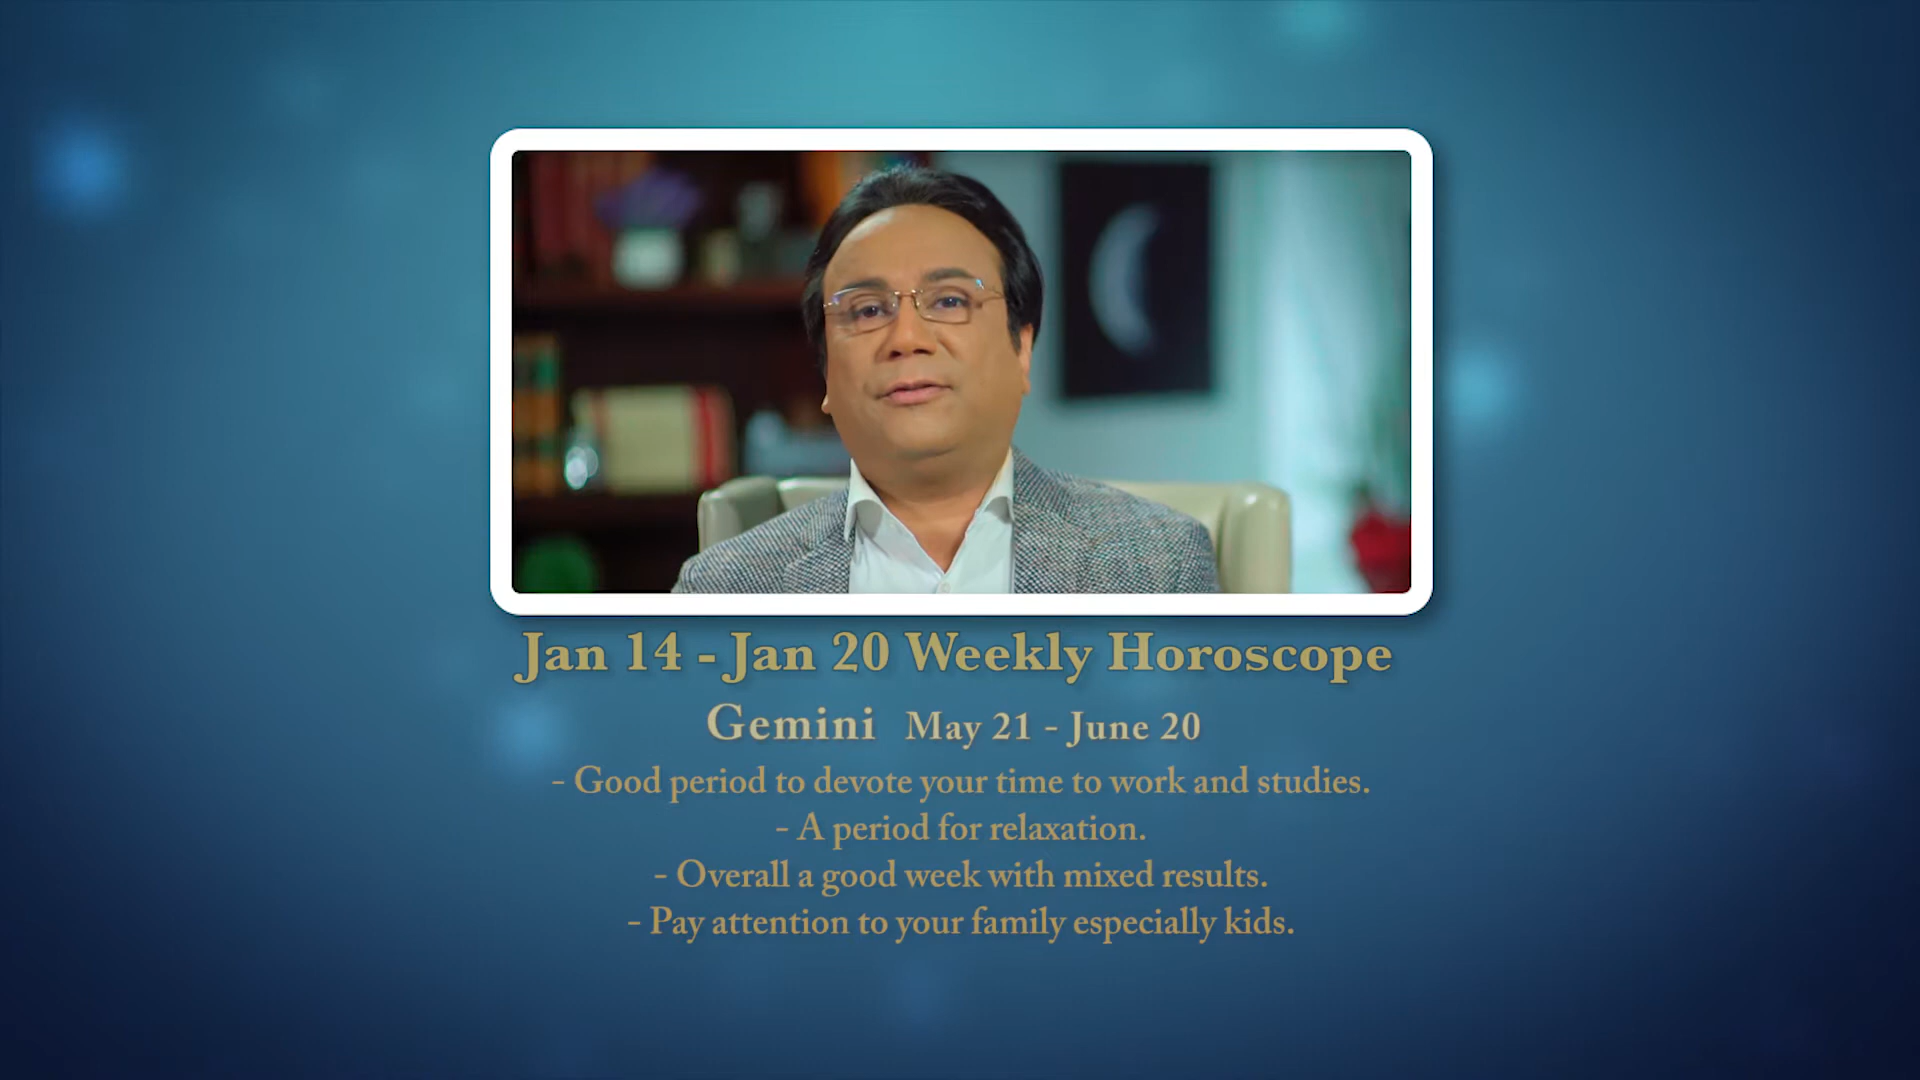 Jan 14 - Jan 20 Weekly Horoscope
Gemini May 21 - June 20
- Good period to devote your time to work and studies.
- A period for relaxation.
- Overall a good week with mixed results.
- Pay attention to your family especially kids.